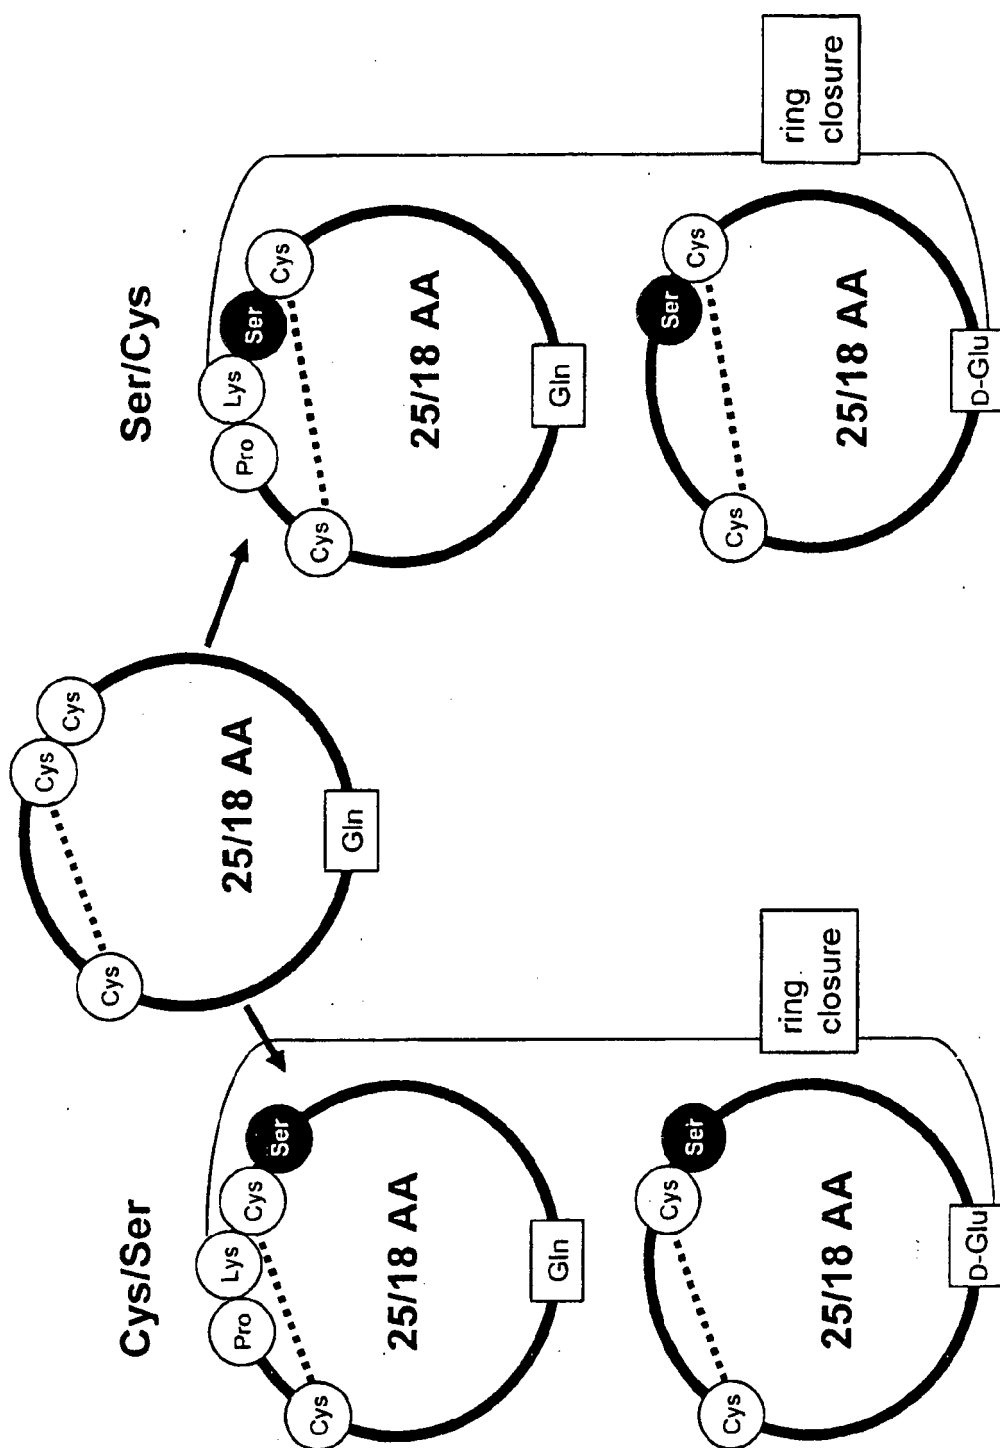 Cys
Cys
Cys
25/18 AA
Gln
Cys/Ser
Cys
Pro
Lys
Cys
Ser
25/18 AA
Gln
Cys
Cys
Ser
25/18 AA
D-Glu
ring
closure
Ser/Cys
Cys
Pro
Lys
Ser
Cys
25/18 AA
Gln
Cys
Ser
Cys
25/18 AA
D-Glu
ring
closure